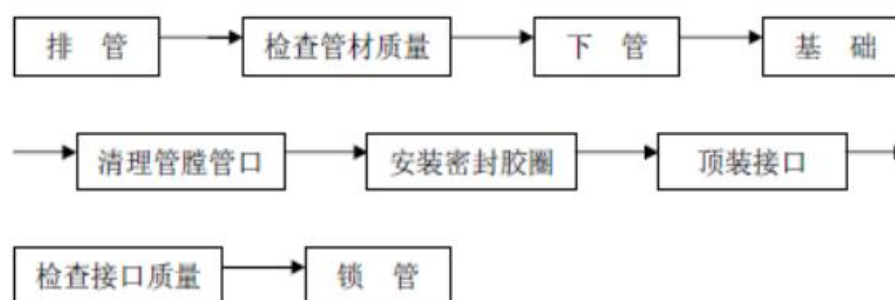 排 管 检查管材质量 下 管 基 础
清理管膛管口 安装密封胶圈 顶装接口
检查接口质量 锁 管